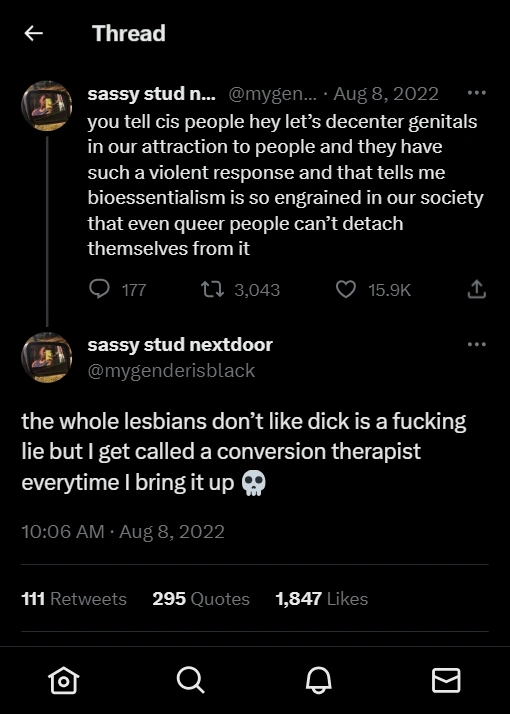 Thread
sassy stud n... @mygen... · Aug 8, 2022
you tell cis people hey let’s decenter genitals
in our attraction to people and they have
such a violent response and that tells me
bioessentialism is so engrained in our society
that even queer people can’t detach
themselves from it
177 3,043 15.9K
sassy stud nextdoor
@mygenderisblack
the whole lesbians don’t like dick is a fucking
lie but I get called a conversion therapist
everytime I bring it up 💀
10:06 AM · Aug 8, 2022
111 Retweets 295 Quotes 1,847 Likes